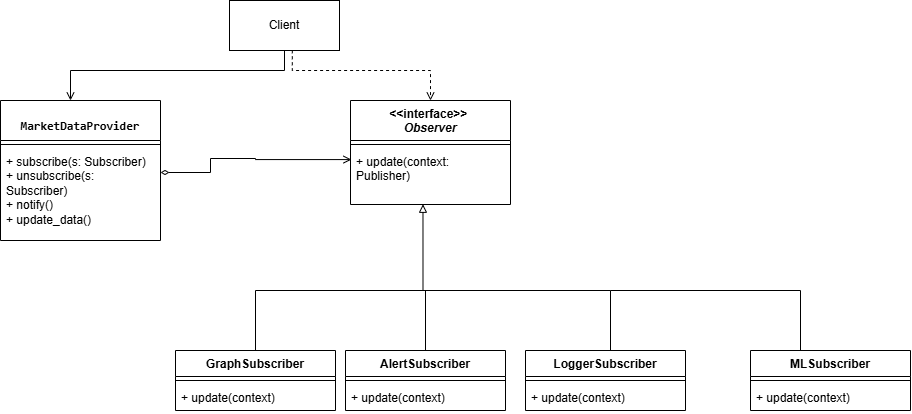 Client
MarketDataProvider
+ subscribe(s: Subscriber)
+ unsubscribe(s:
Subscriber)
+ notify()
+ update_data()
<<interface>>
Observer
+ update(context:
Publisher)
GraphSubscriber
+ update(context)
AlertSubscriber
+ update(context)
LoggerSubscriber
+ update(context)
MLSubscriber
+ update(context)